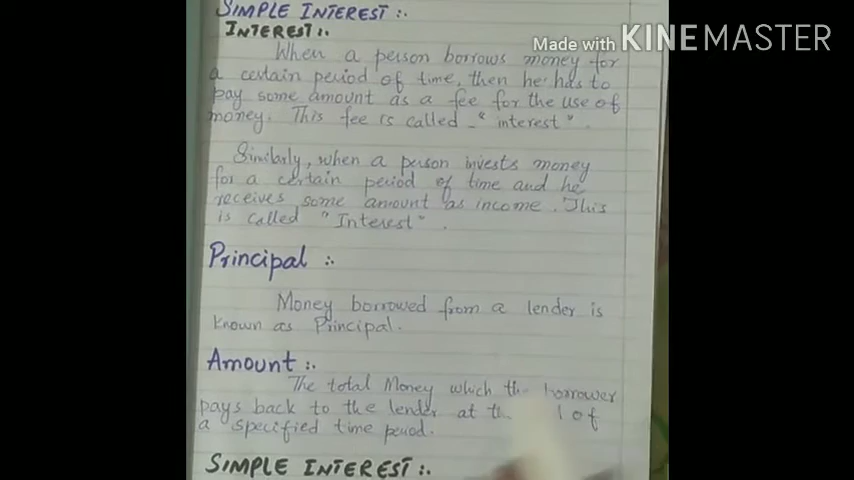 SIMPLE INTEREST :.
INTEREST:.
Made with KINEMASTER
When a person borrows money for
a certain period of time, then he has to
pay some amount as a fee for the use of
money. This fee is called - "interest".
Similarly, when a person invests money
for a certain period of time and he
receives some amount as income. This
is called "Interest".
Principal :.
Money borrowed from a lender is
known as Principal.
Amount :.
The total Money which the borrower
pays back to the lender at of
a specified time period.
SIMPLE INTEREST:.